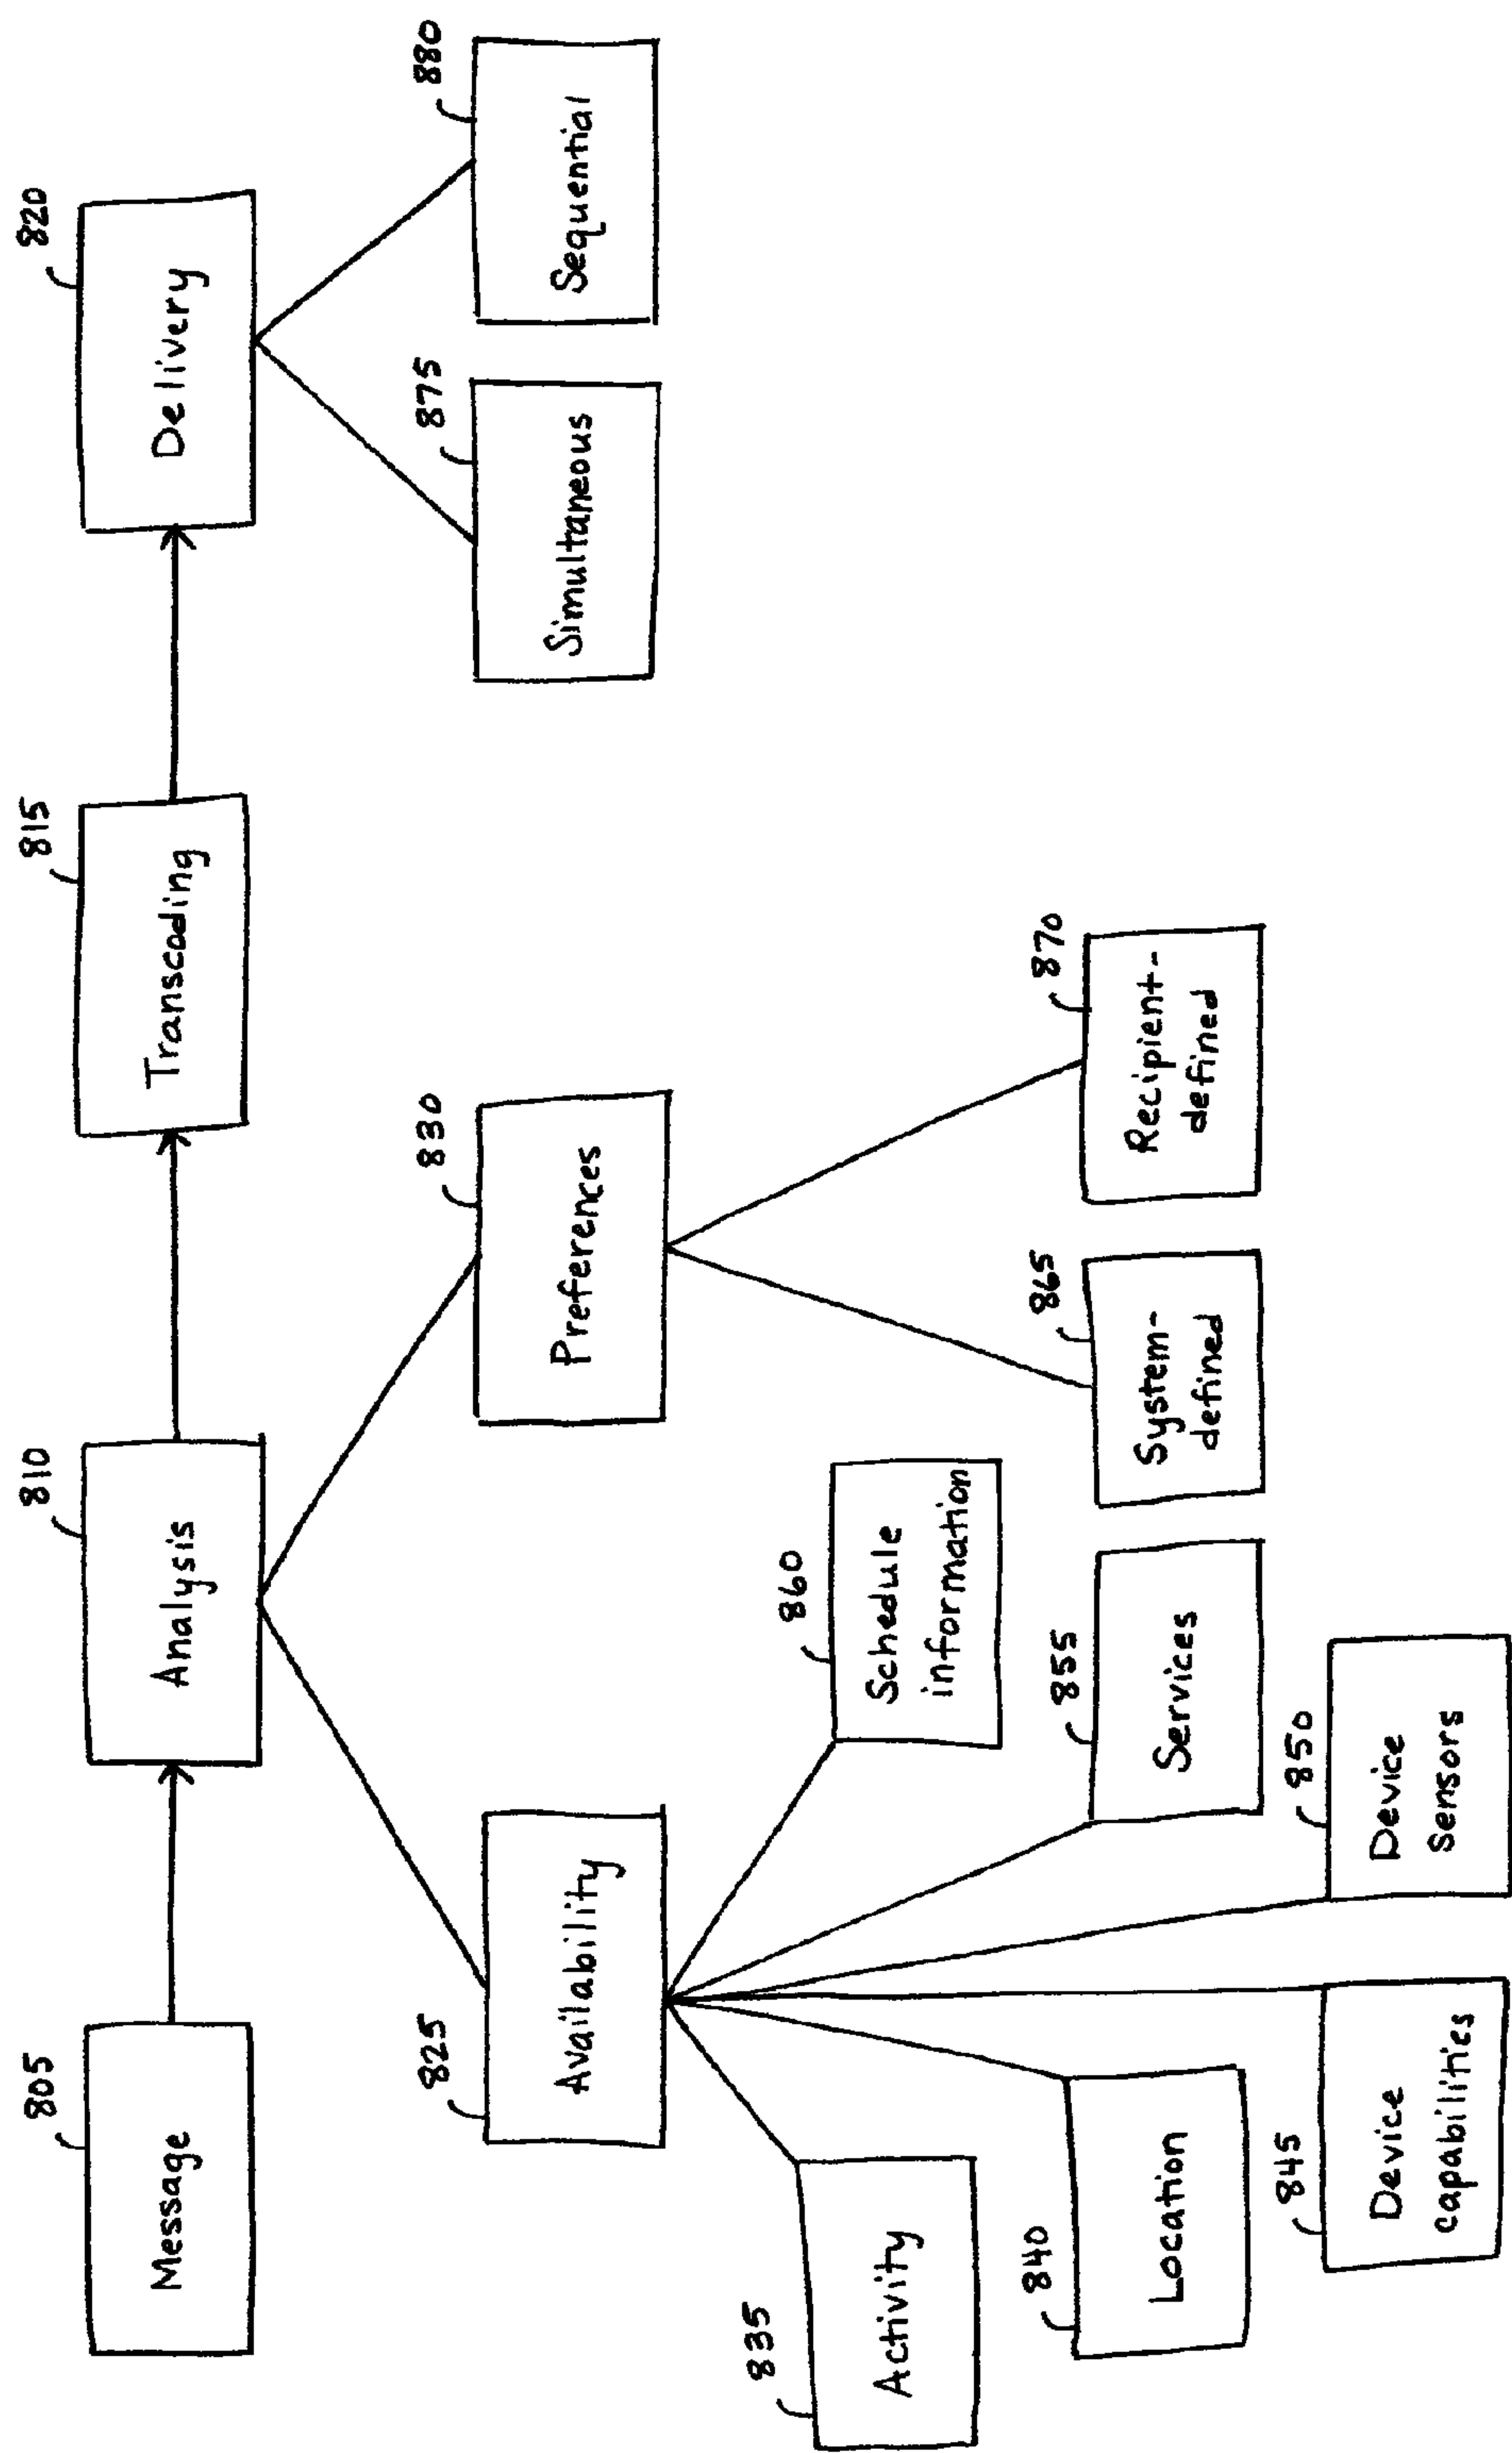 805
Message
810
Analysis
815
Transcoding
820
Delivery
825
Availability
830
Preferences
875
Simultaneous
880
Sequential
835
Activity
860
Schedule
information
840
Location
855
Services
865
System-
defined
870
Recipient-
defined
845
Device
capabilities
850
Device
sensors